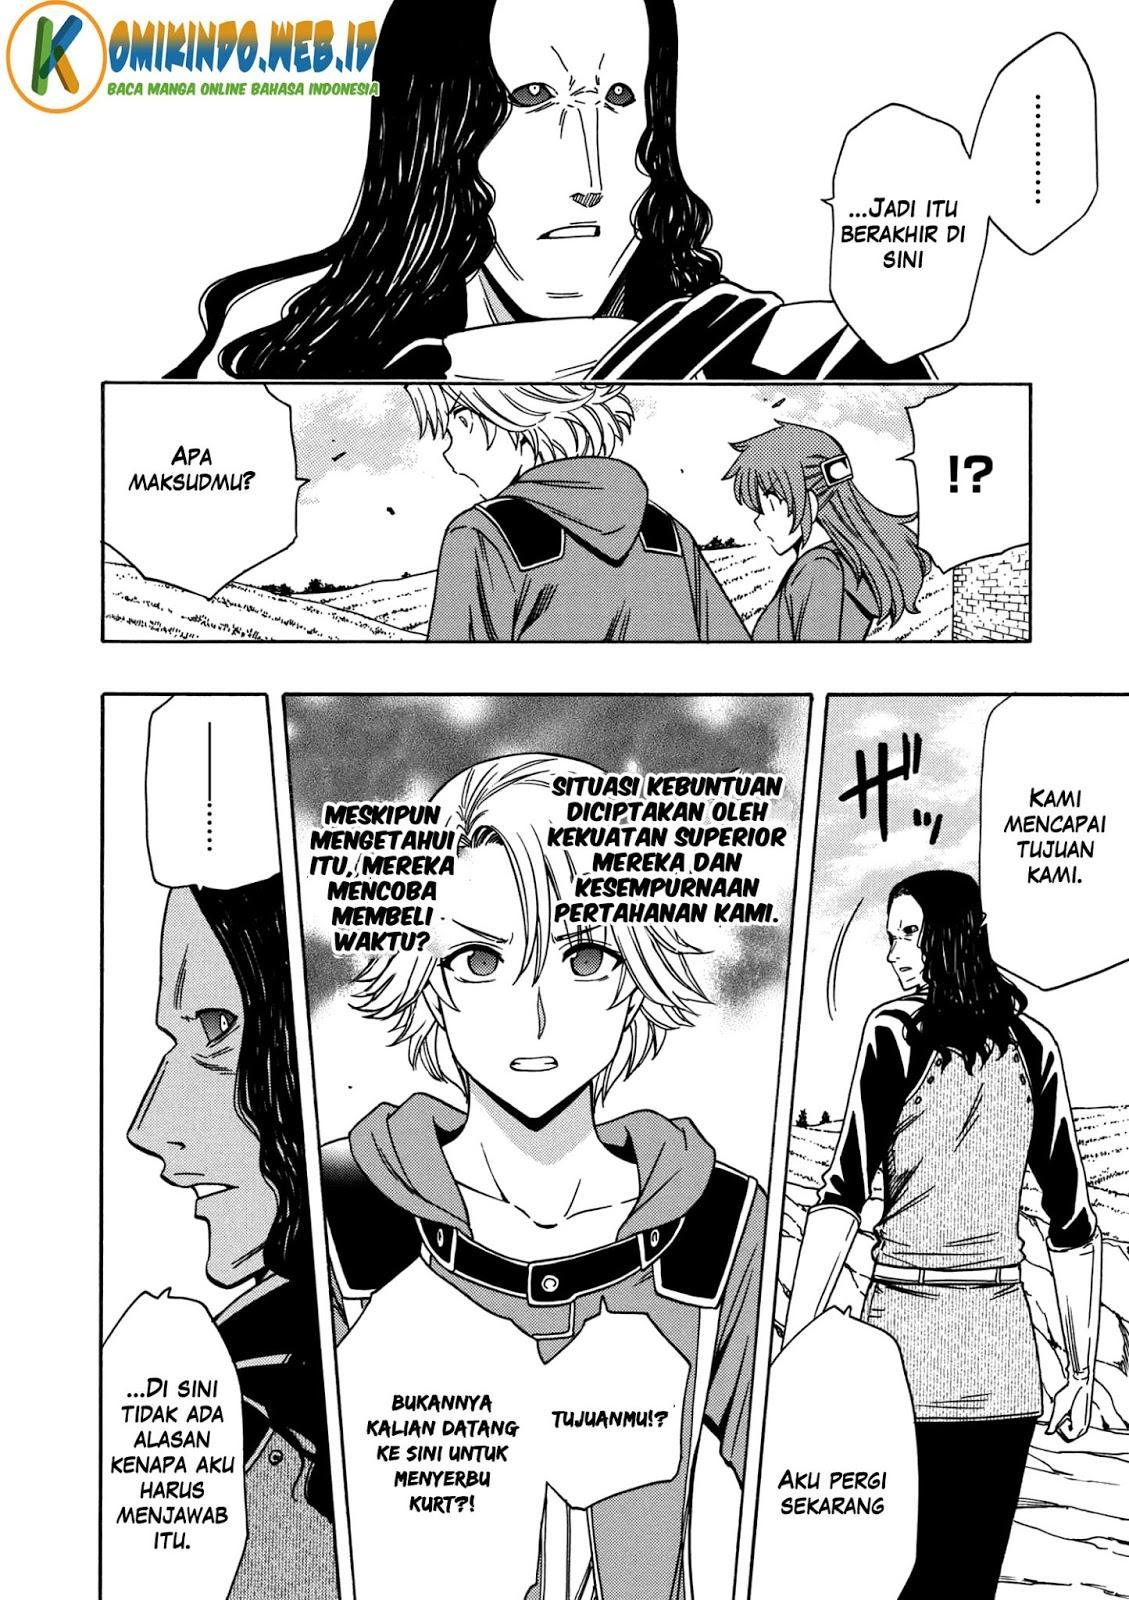 KOMIKINDO.WEB.ID
BACA MANGA ONLINE BAHASA INDONESIA
..........
...JADI ITU
BERAKHIR DI
SINI
!?
APA
MAKSUDMU?
KAMI
MENCAPAI
TUJUAN
KAMI.
ザッ
AKU PERGI
SEKARANG
SITUASI KEBUNTUAN
DICIPTAKAN OLEH
KEKUATAN SUPERIOR
MEREKA DAN
KESEMPURNAAN
PERTAHANAN KAMI.
MESKIPUN
MENGETAHUI
ITU, MEREKA
MENCOBA
MEMBELI
WAKTU?
TUJUANMU!?
BUKANNYA
KALIAN DATANG
KE SINI UNTUK
MENYERBU
KURT?!
――......
...DI SINI
TIDAK ADA
ALASAN
KENAPA AKU
HARUS
MENJAWAB
ITU.